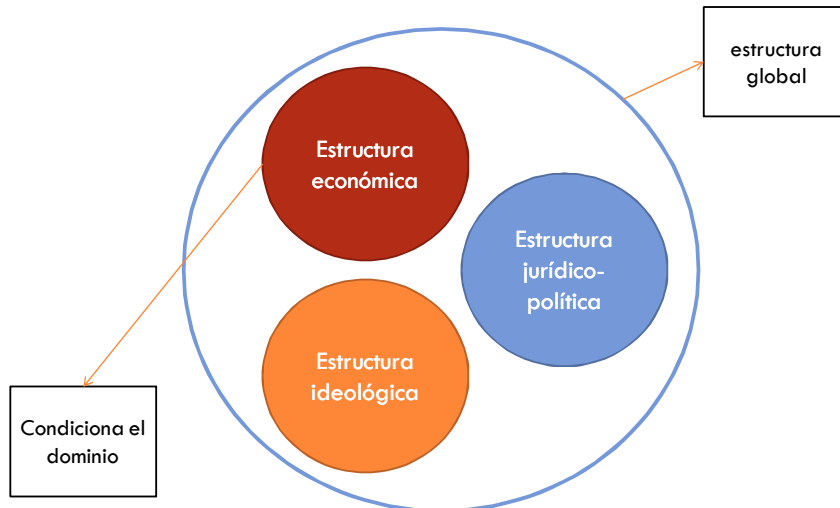 estructura
global
Estructura
económica
Estructura
jurídico-
política
Estructura
ideológica
Condiciona el
dominio